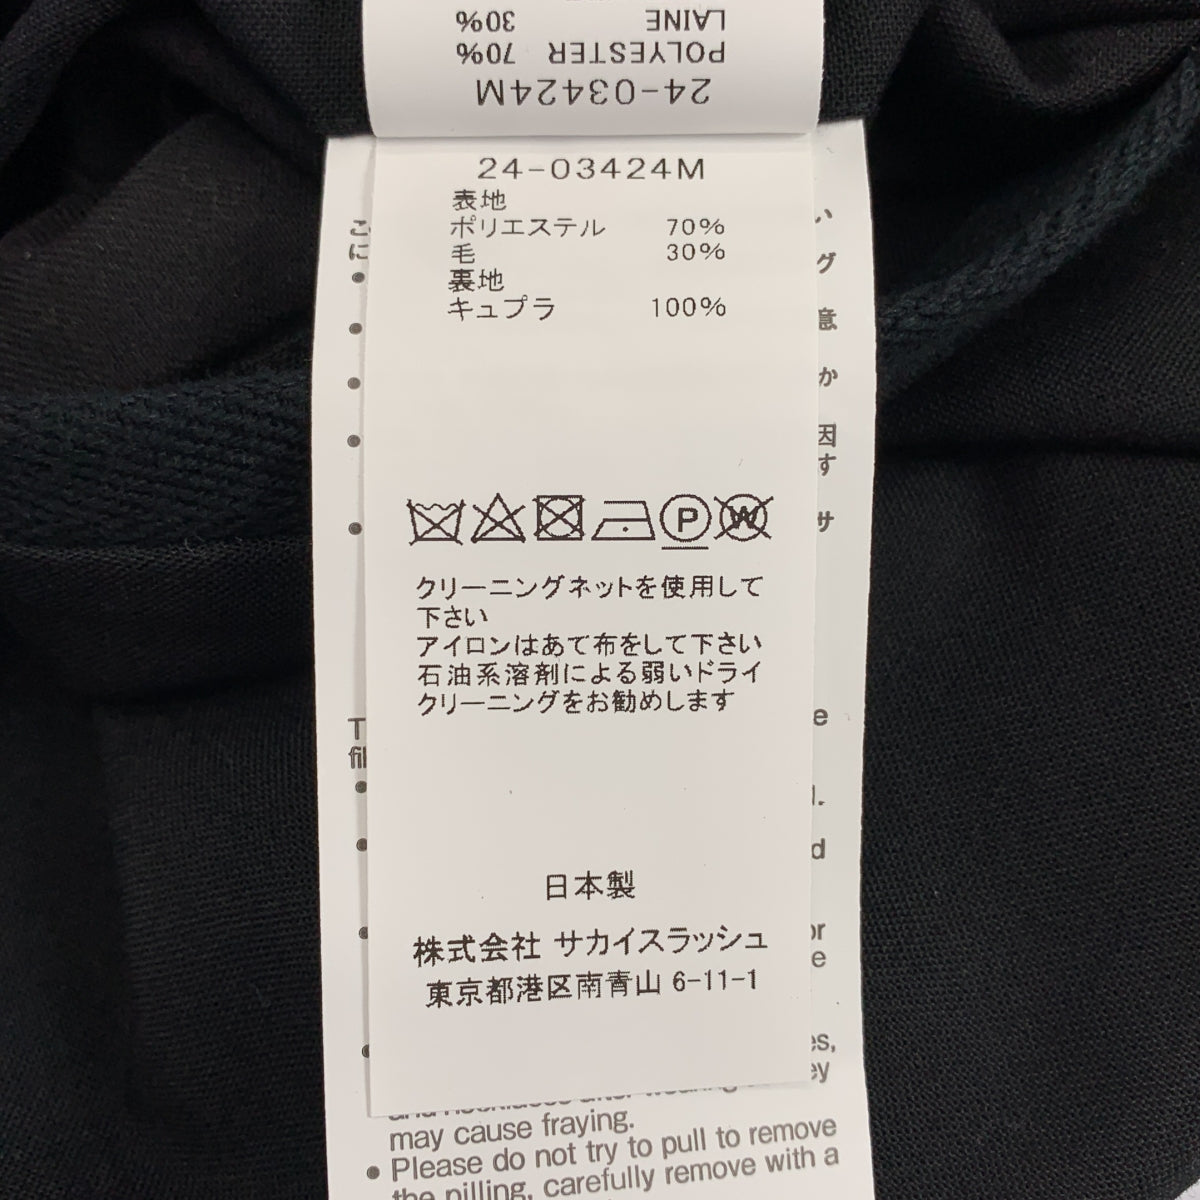 LAINE 30%
POLYESTER 70%
24-03424M
24-03424M
表地
ポリエステル 70%
毛 30%
裏地
キュプラ 100%
P W
クリーニングネットを使用して
下さい
アイロンはあて布をして下さい
石油系溶剤による弱いドライ
クリーニングをお勧めします
日本製
株式会社 サカイスラッシュ
東京都港区南青山 6-11-1
may cause fraying.
• Please do not try to pull to remove
the pilling, carefully remove with a